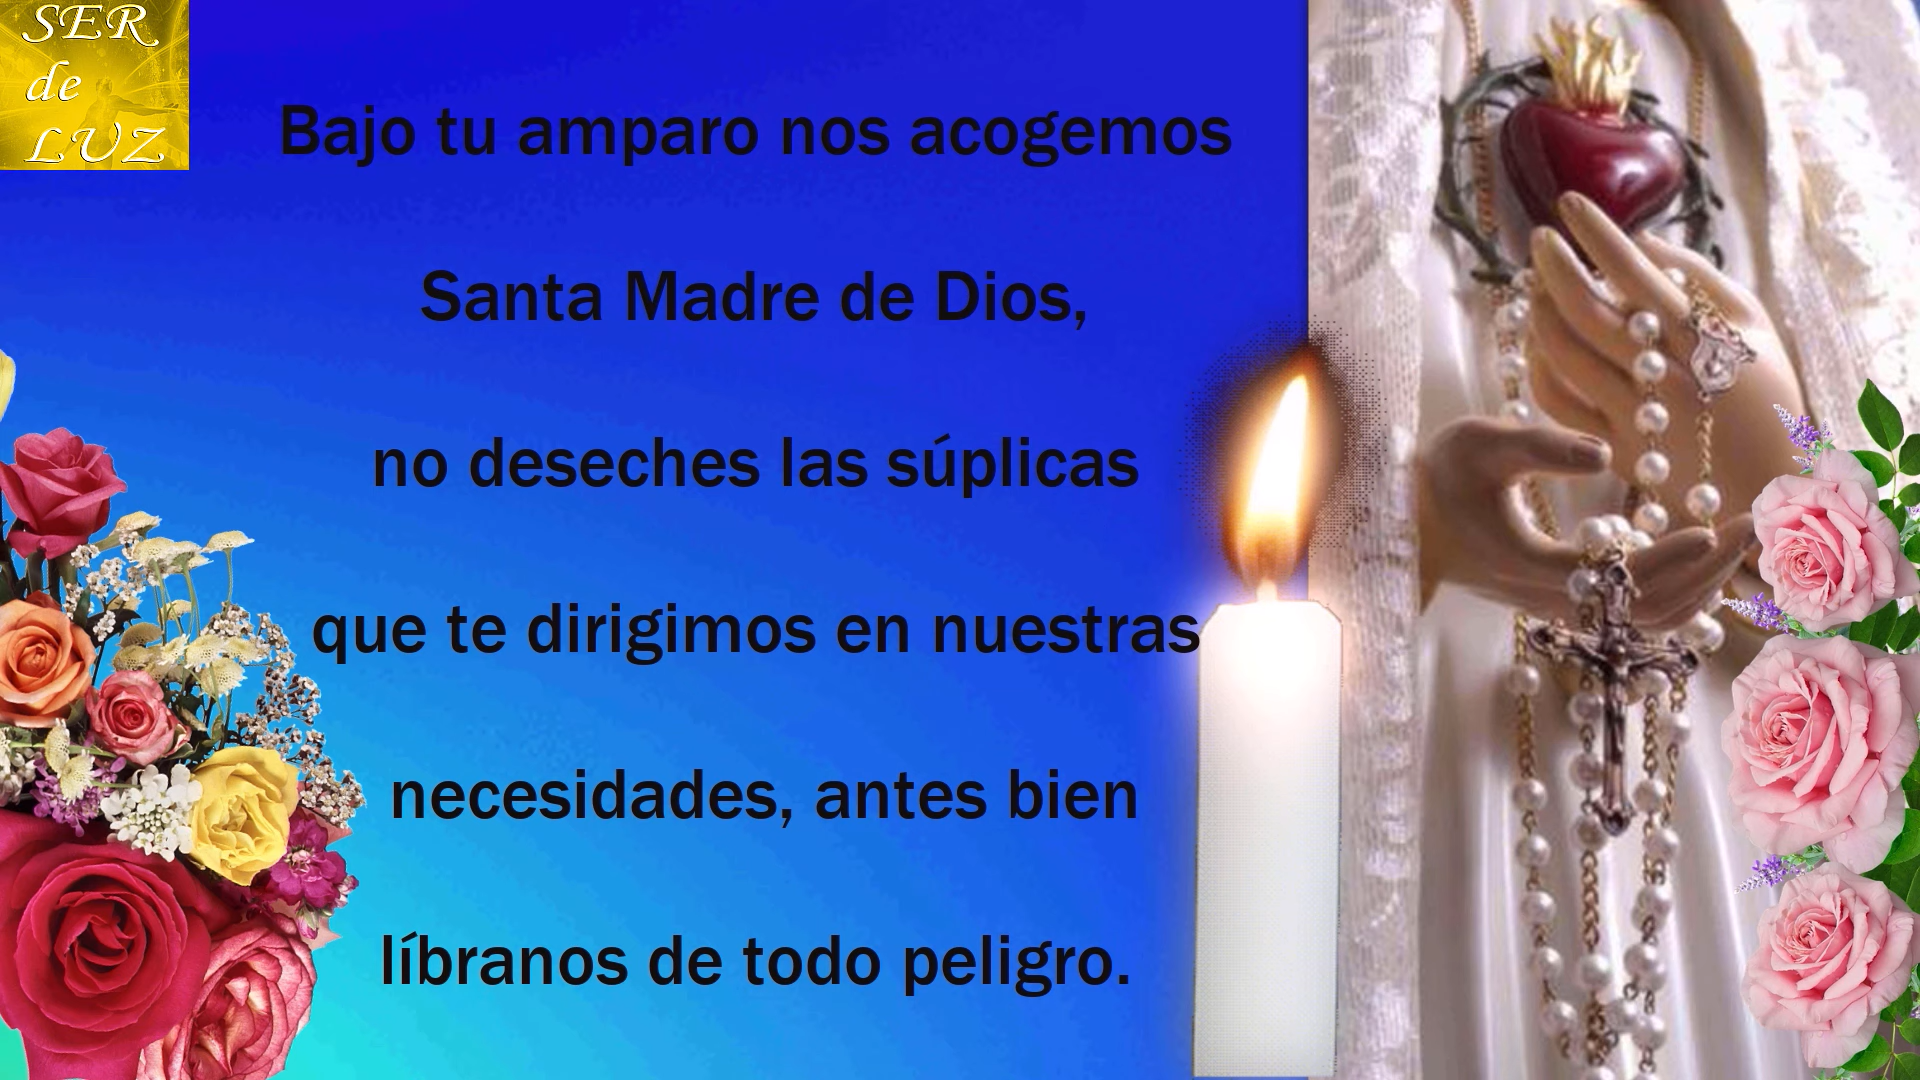 SER
de
LUZ
Bajo tu amparo nos acogemos
Santa Madre de Dios,
no deseches las súplicas
que te dirigimos en nuestras
necesidades, antes bien
líbranos de todo peligro.